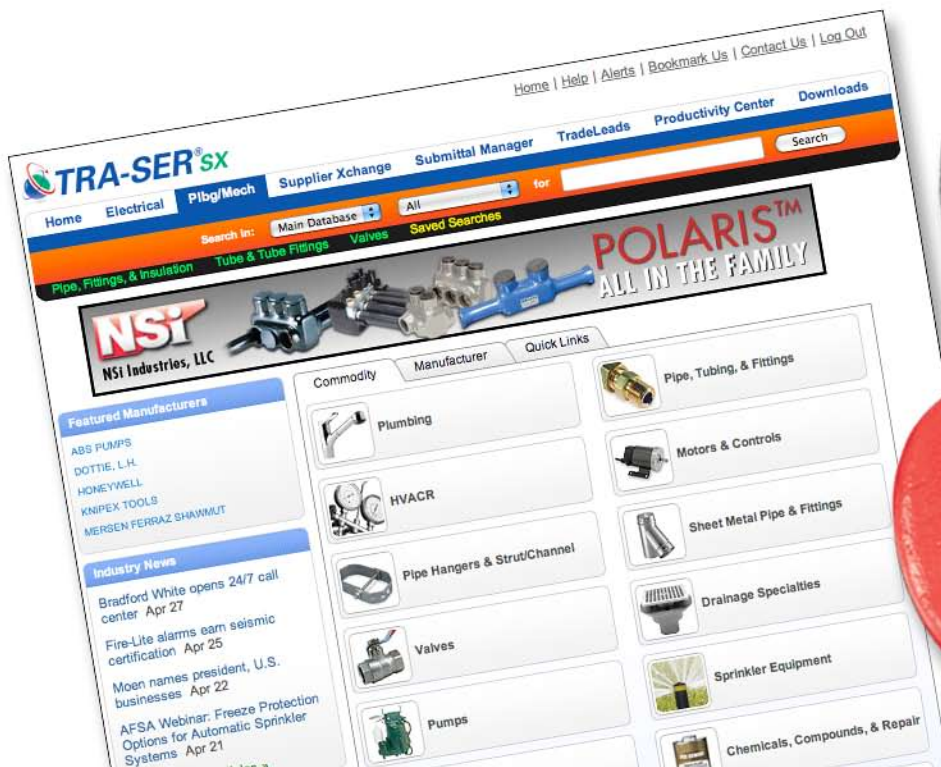 Home | Help | Alerts | Bookmark Us | Contact Us | Log Out
TRA-SER® SX
Home Electrical Plbg/Mech Supplier Xchange Submittal Manager TradeLeads Productivity Center Downloads
Search in: Main Database All for Search
Pipe, Fittings, & Insulation Tube & Tube Fittings Valves Saved Searches
NSi
NSi Industries, LLC
POLARIS™
ALL IN THE FAMILY
Commodity Manufacturer Quick Links
Featured Manufacturers
ABS PUMPS
DOTTIE, L.H.
HONEYWELL
KNIPEX TOOLS
MERSEN FERRAZ SHAWMUT
Industry News
Bradford White opens 24/7 call
center Apr 27
Fire-Lite alarms earn seismic
certification Apr 25
Moen names president, U.S.
businesses Apr 22
AFSA Webinar: Freeze Protection
Options for Automatic Sprinkler
Systems Apr 21
Plumbing
HVACR
Pipe Hangers & Strut/Channel
Valves
Pumps
Pipe, Tubing, & Fittings
Motors & Controls
Sheet Metal Pipe & Fittings
Drainage Specialties
Sprinkler Equipment
Chemicals, Compounds, & Repair